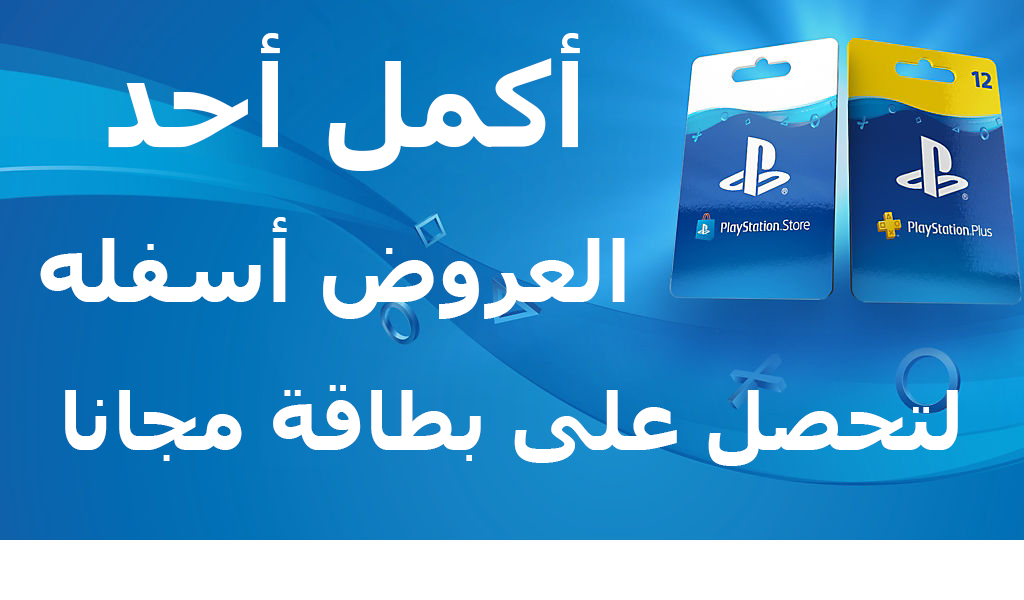 أكمل أحد
العروض أسفله
لتحصل على بطاقة مجانا
12
PlayStation.Store
PlayStation.Plus